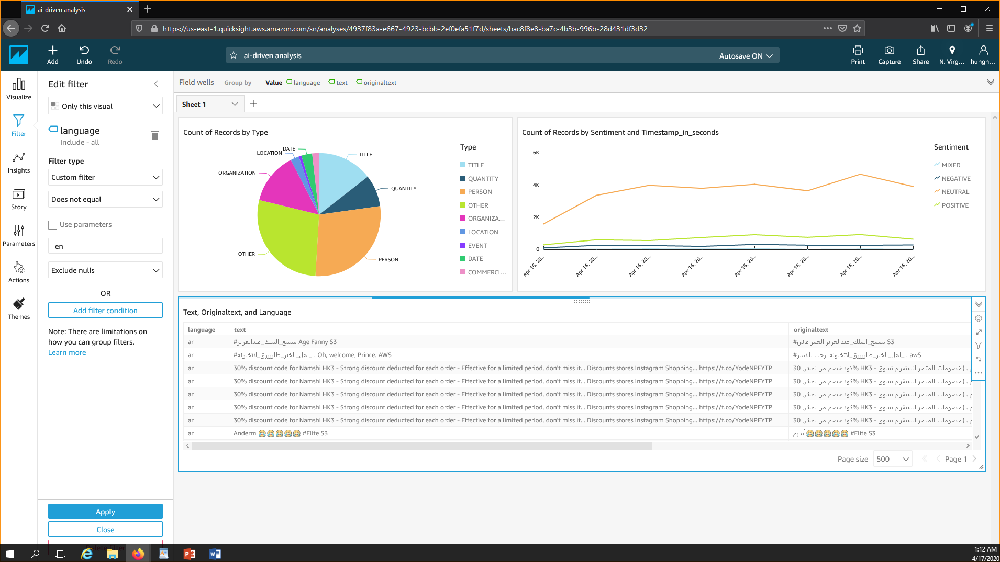 ai-driven analysis
https://us-east-1.quicksight.aws.amazon.com/sn/analyses/4937f83a-e667-4923-bcbb-2ef0efa51f7d/sheets/bac8f8e8-ba7c-4b3b-996b-28d431df3d32
Add
Undo
Redo
ai-driven analysis
Autosave ON
Print
Capture
Share
N. Virg...
hungn...
Visualize
Filter
Insights
Story
Parameters
Actions
Themes
Edit filter
Only this visual
language
Include - all
Filter type
Custom filter
Does not equal
Use parameters
en
Exclude nulls
OR
Add filter condition
Note: There are limitations on
how you can group filters.
Learn more
Apply
Close
Delete filter
Field wells Group by Value language text originaltext
Sheet 1
Count of Records by Type
DATE
LOCATION
TITLE
ORGANIZATION
QUANTITY
OTHER
PERSON
Type
TITLE
QUANTITY
PERSON
OTHER
ORGANIZA...
LOCATION
EVENT
DATE
COMMERCI...
Count of Records by Sentiment and Timestamp_in_seconds
6K
4K
2K
0
Apr 16, 20... Apr 16, 20... Apr 16, 20... Apr 16, 20... Apr 16, 20... Apr 16, 20... Apr 16, 20... Apr 16, 20...
Sentiment
MIXED
NEGATIVE
NEUTRAL
POSITIVE
Text, Originaltext, and Language
language text originaltext
ar #مممع_الملك_عبدالعزيز Age Fanny S3 #مممع_الملك_عبدالعزيز العمر فاني S3
ar #يا_اهل_الخير_طارررق_لاتخلونه Oh, welcome, Prince. AWS #يا_اهل_الخير_طارررق_لاتخلونه ارحب يالامير awS
ar 30% discount code for Namshi HK3 - Strong discount deducted for each order - Effective for a limited period, don't miss it. . Discounts stores Instagram Shopping... https://t.co/YodeNPEYTP 30 كود خصم من نمشي% HK3 - خصومات المتاجر انستقرام تسوق) . م
ar 30% discount code for Namshi HK3 - Strong discount deducted for each order - Effective for a limited period, don't miss it. . Discounts stores Instagram Shopping... https://t.co/YodeNPEYTP 30 كود خصم من نمشي% HK3 - خصومات المتاجر انستقرام تسوق) . م
ar 30% discount code for Namshi HK3 - Strong discount deducted for each order - Effective for a limited period, don't miss it. . Discounts stores Instagram Shopping... https://t.co/YodeNPEYTP 30 كود خصم من نمشي% HK3 - خصومات المتاجر انستقرام تسوق) . م
ar 30% discount code for Namshi HK3 - Strong discount deducted for each order - Effective for a limited period, don't miss it. . Discounts stores Instagram Shopping... https://t.co/YodeNPEYTP 30 كود خصم من نمشي% HK3 - خصومات المتاجر انستقرام تسوق) . م
ar 30% discount code for Namshi HK3 - Strong discount deducted for each order - Effective for a limited period, don't miss it. . Discounts stores Instagram Shopping... https://t.co/YodeNPEYTP 30 كود خصم من نمشي% HK3 - خصومات المتاجر انستقرام تسوق) . م
ar Anderm 😭😭😭😭😭 #Elite S3 آندرم😭😭😭😭😭 #Elite S3
Page size 500 Page 1
1:12 AM
4/17/2020